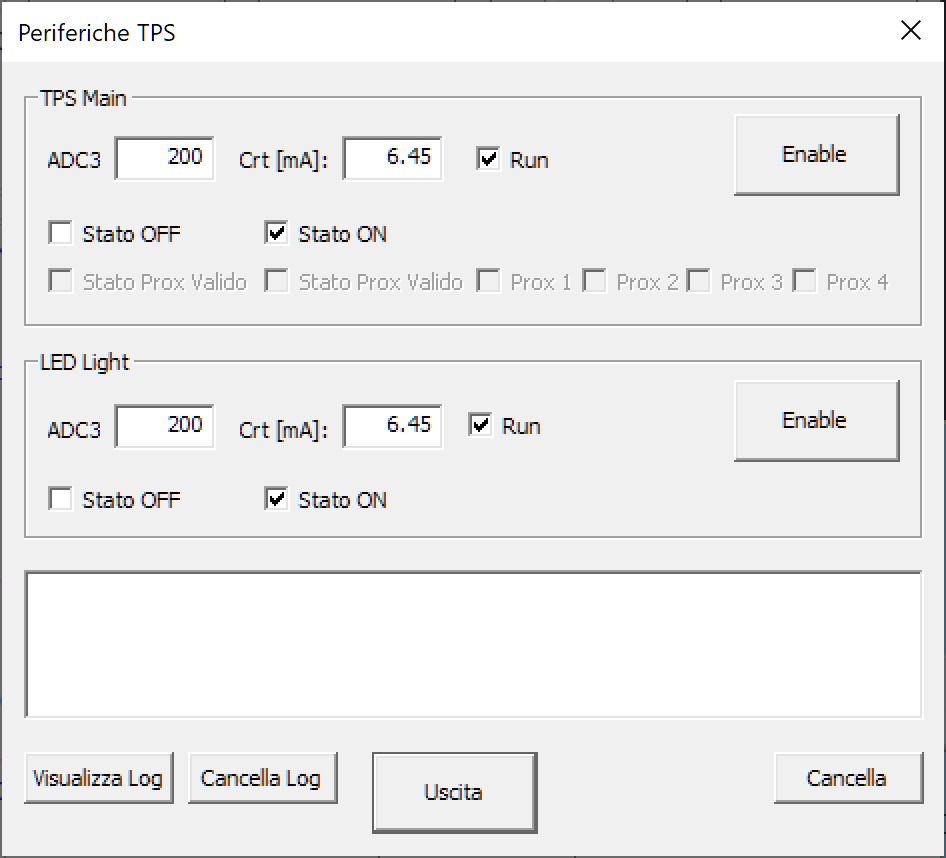 Periferiche TPS
TPS Main
ADC3 200 Crt [mA]: 6.45 Run Enable
Stato OFF Stato ON
Stato Prox Valido Stato Prox Valido Prox 1 Prox 2 Prox 3 Prox 4
LED Light
ADC3 200 Crt [mA]: 6.45 Run Enable
Stato OFF Stato ON
Visualizza Log Cancella Log Uscita Cancella